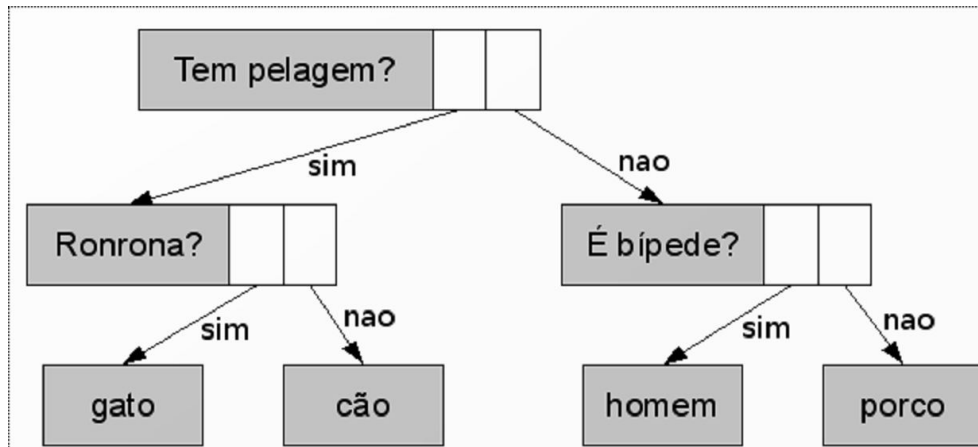 Tem pelagem?
sim
nao
Ronrona?
É bípede?
sim
nao
sim
nao
gato
cão
homem
porco